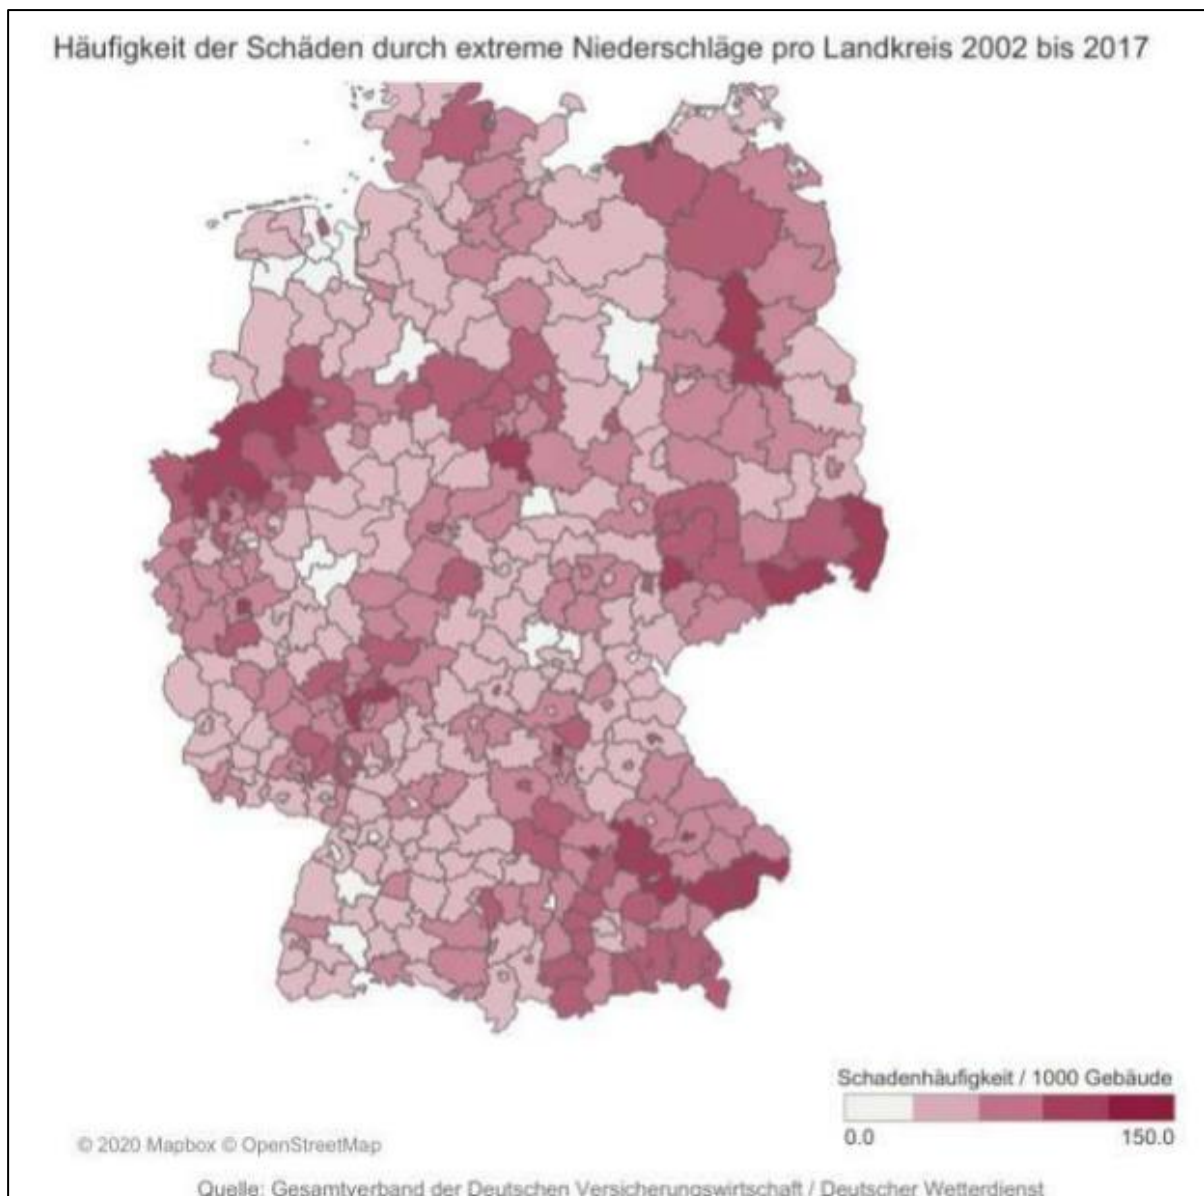 Häufigkeit der Schäden durch extreme Niederschläge pro Landkreis 2002 bis 2017
Schadenhäufigkeit / 1000 Gebäude
0.0 150.0
© 2020 Mapbox © OpenStreetMap
Quelle: Gesamtverband der Deutschen Versicherungswirtschaft / Deutscher Wetterdienst